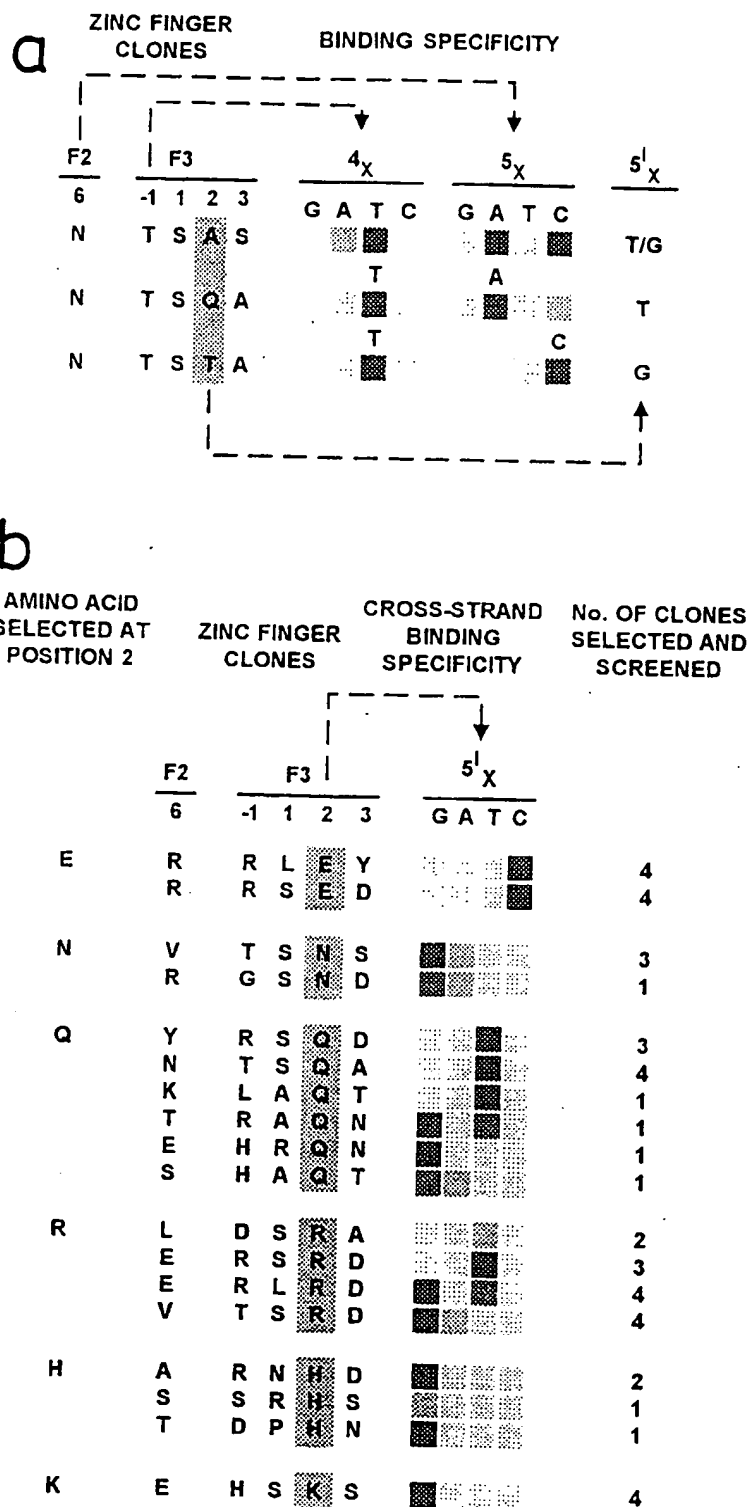 a
ZINC FINGER CLONES
BINDING SPECIFICITY
F2 F3 4X 5X 5'X
6 -1 1 2 3 G A T C G A T C
N T S A S T/G
T A
N T S Q A T
T C
N T S T A G
b
AMINO ACID SELECTED AT POSITION 2
ZINC FINGER CLONES
CROSS-STRAND BINDING SPECIFICITY
No. OF CLONES SELECTED AND SCREENED
F2 F3 5'X
6 -1 1 2 3 G A T C
E R R L E Y 4
R R S E D 4
N V T S N S 3
R G S N D 1
Q Y R S Q D 3
N T S Q A 4
K L A Q T 1
T R A Q N 1
E H R Q N 1
S H A Q T 1
R L D S R A 2
E R S R D 3
E R L R D 4
V T S R D 4
H A R N H D 2
S S R H S 1
T D P H N 1
K E H S K S 4